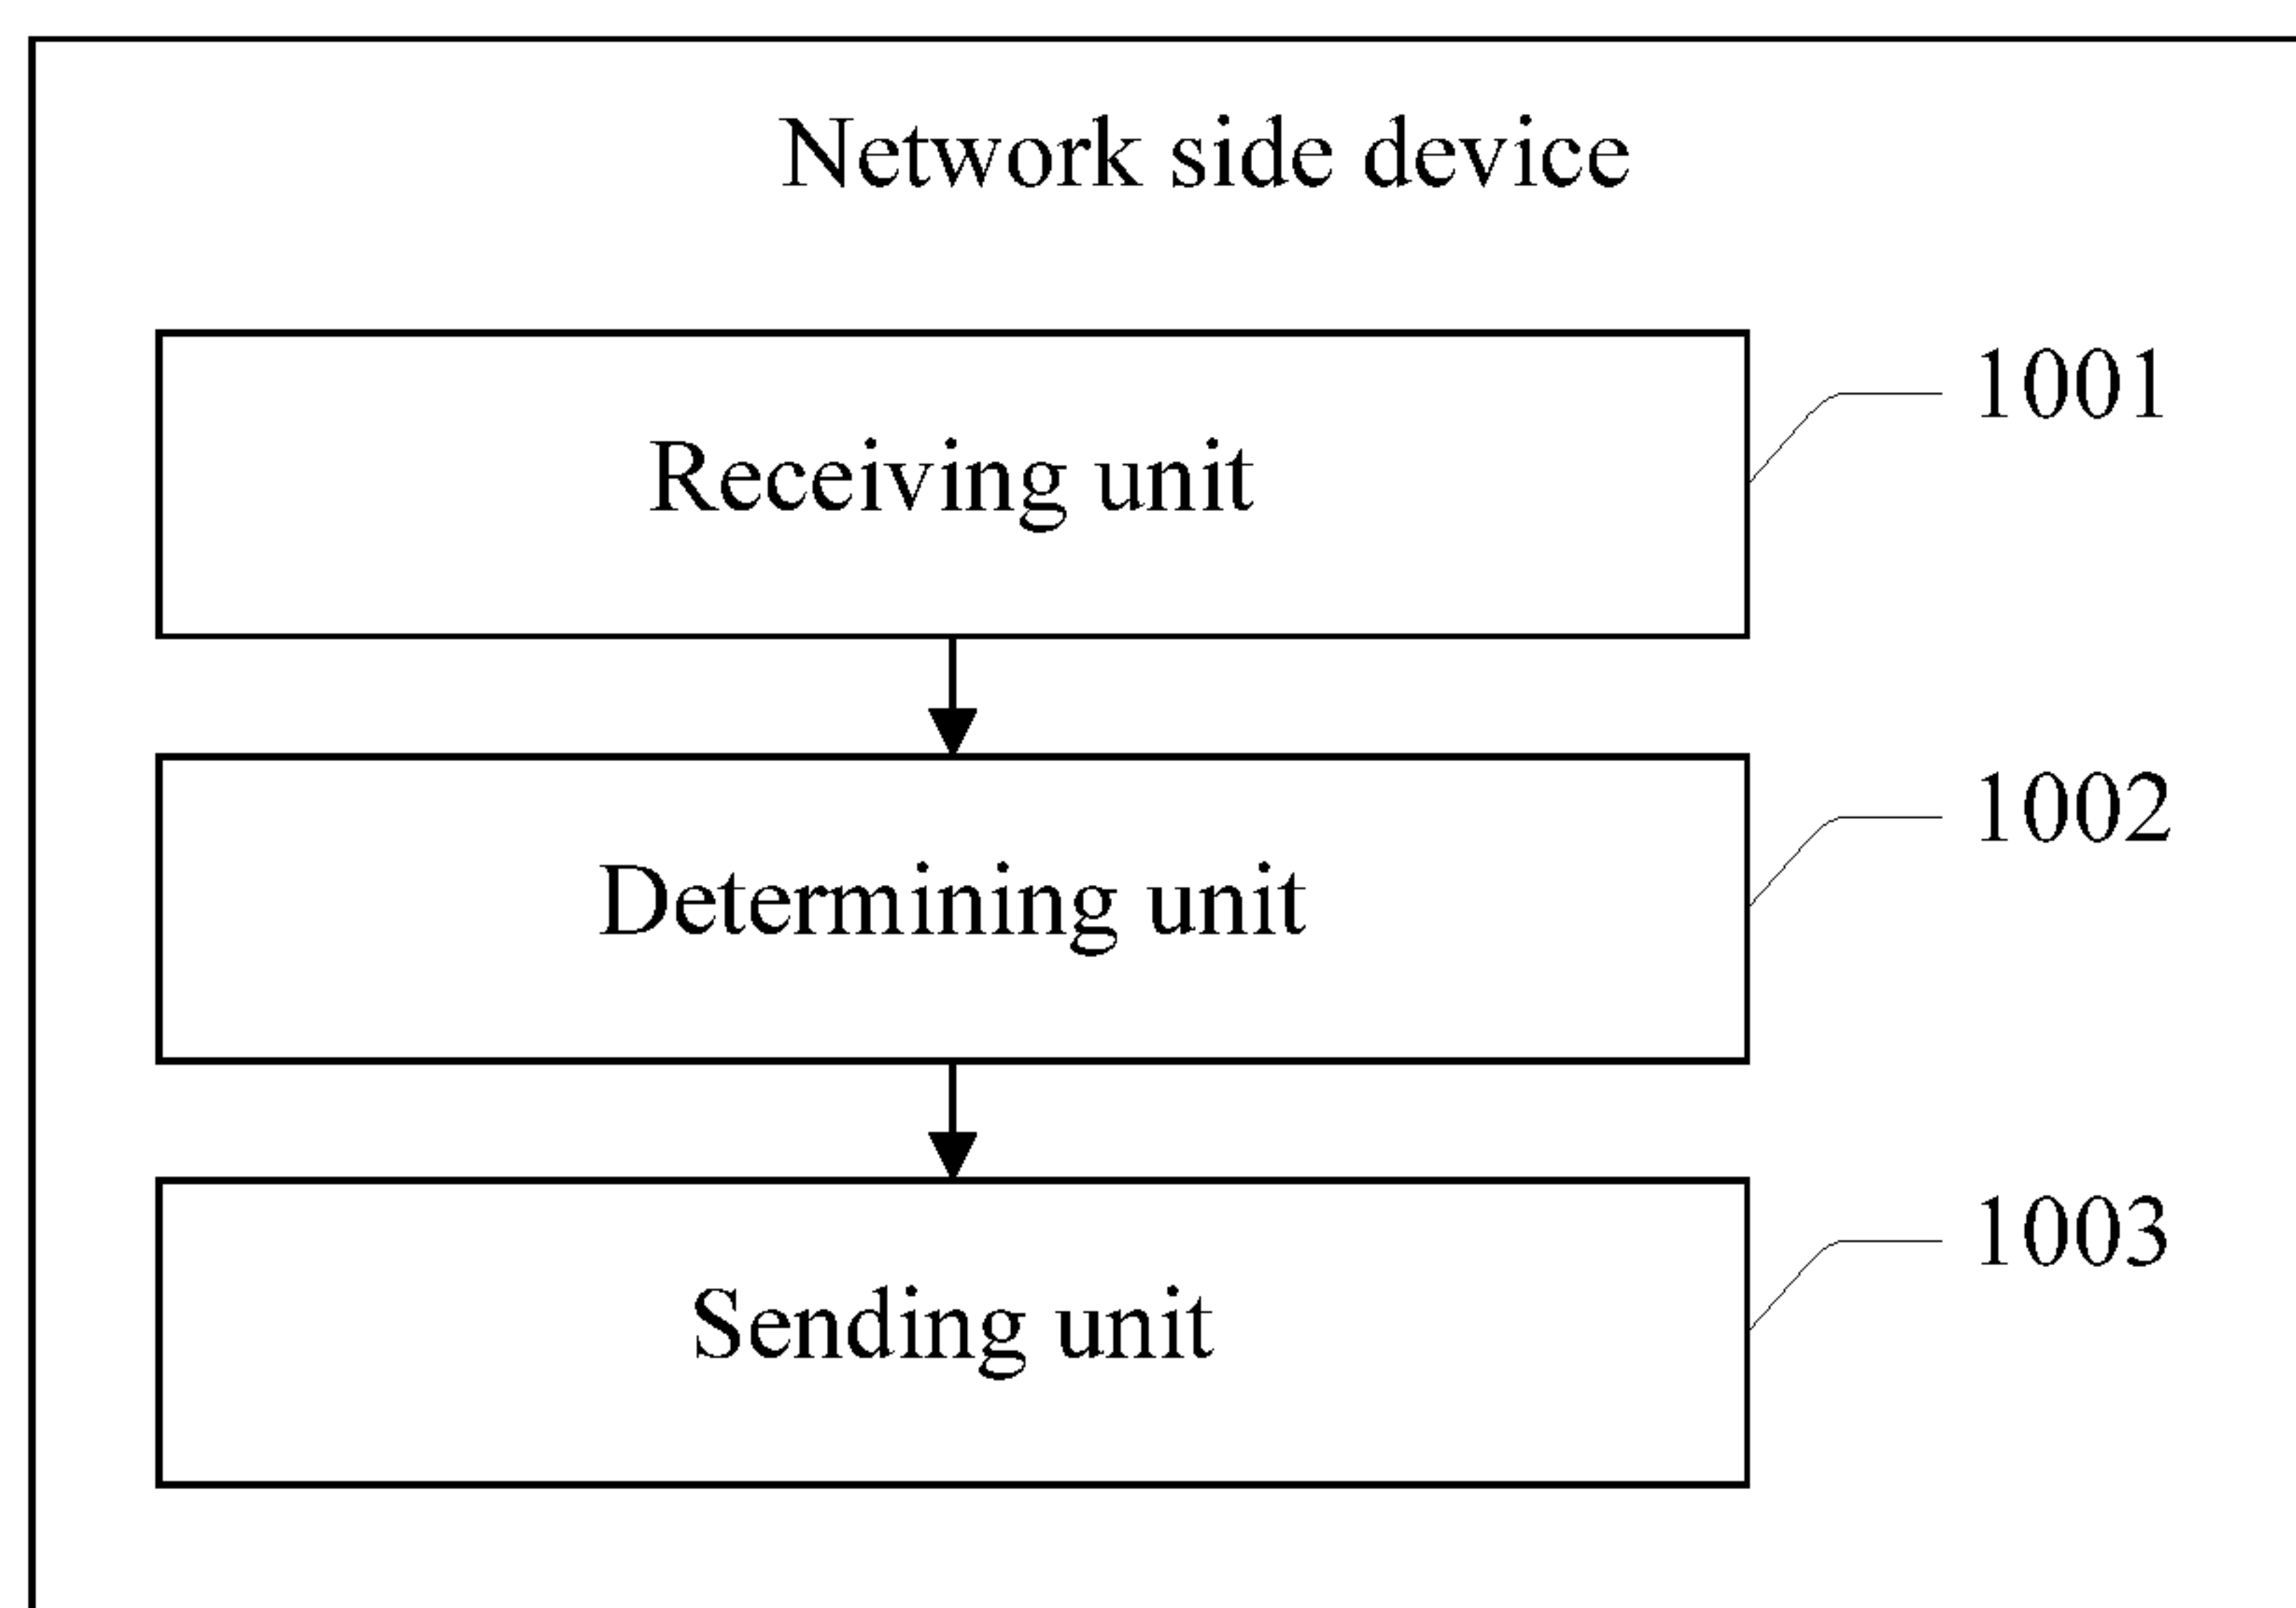 Network side device
Receiving unit
1001
Determining unit
1002
Sending unit
1003